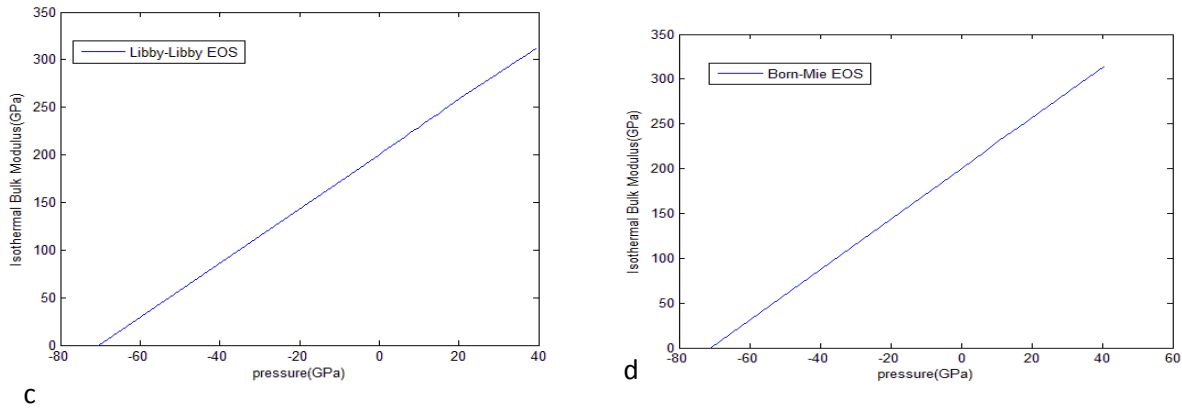 350
300
250
200
150
100
50
0
Isothermal Bulk Modulus(GPa)
Libby-Libby EOS
-80 -60 -40 -20 0 20 40
pressure(GPa)
c
350
300
250
200
150
100
50
0
Isothermal Bulk Modulus(GPa)
Born-Mie EOS
-80 -60 -40 -20 0 20 40 60
pressure(GPa)
d